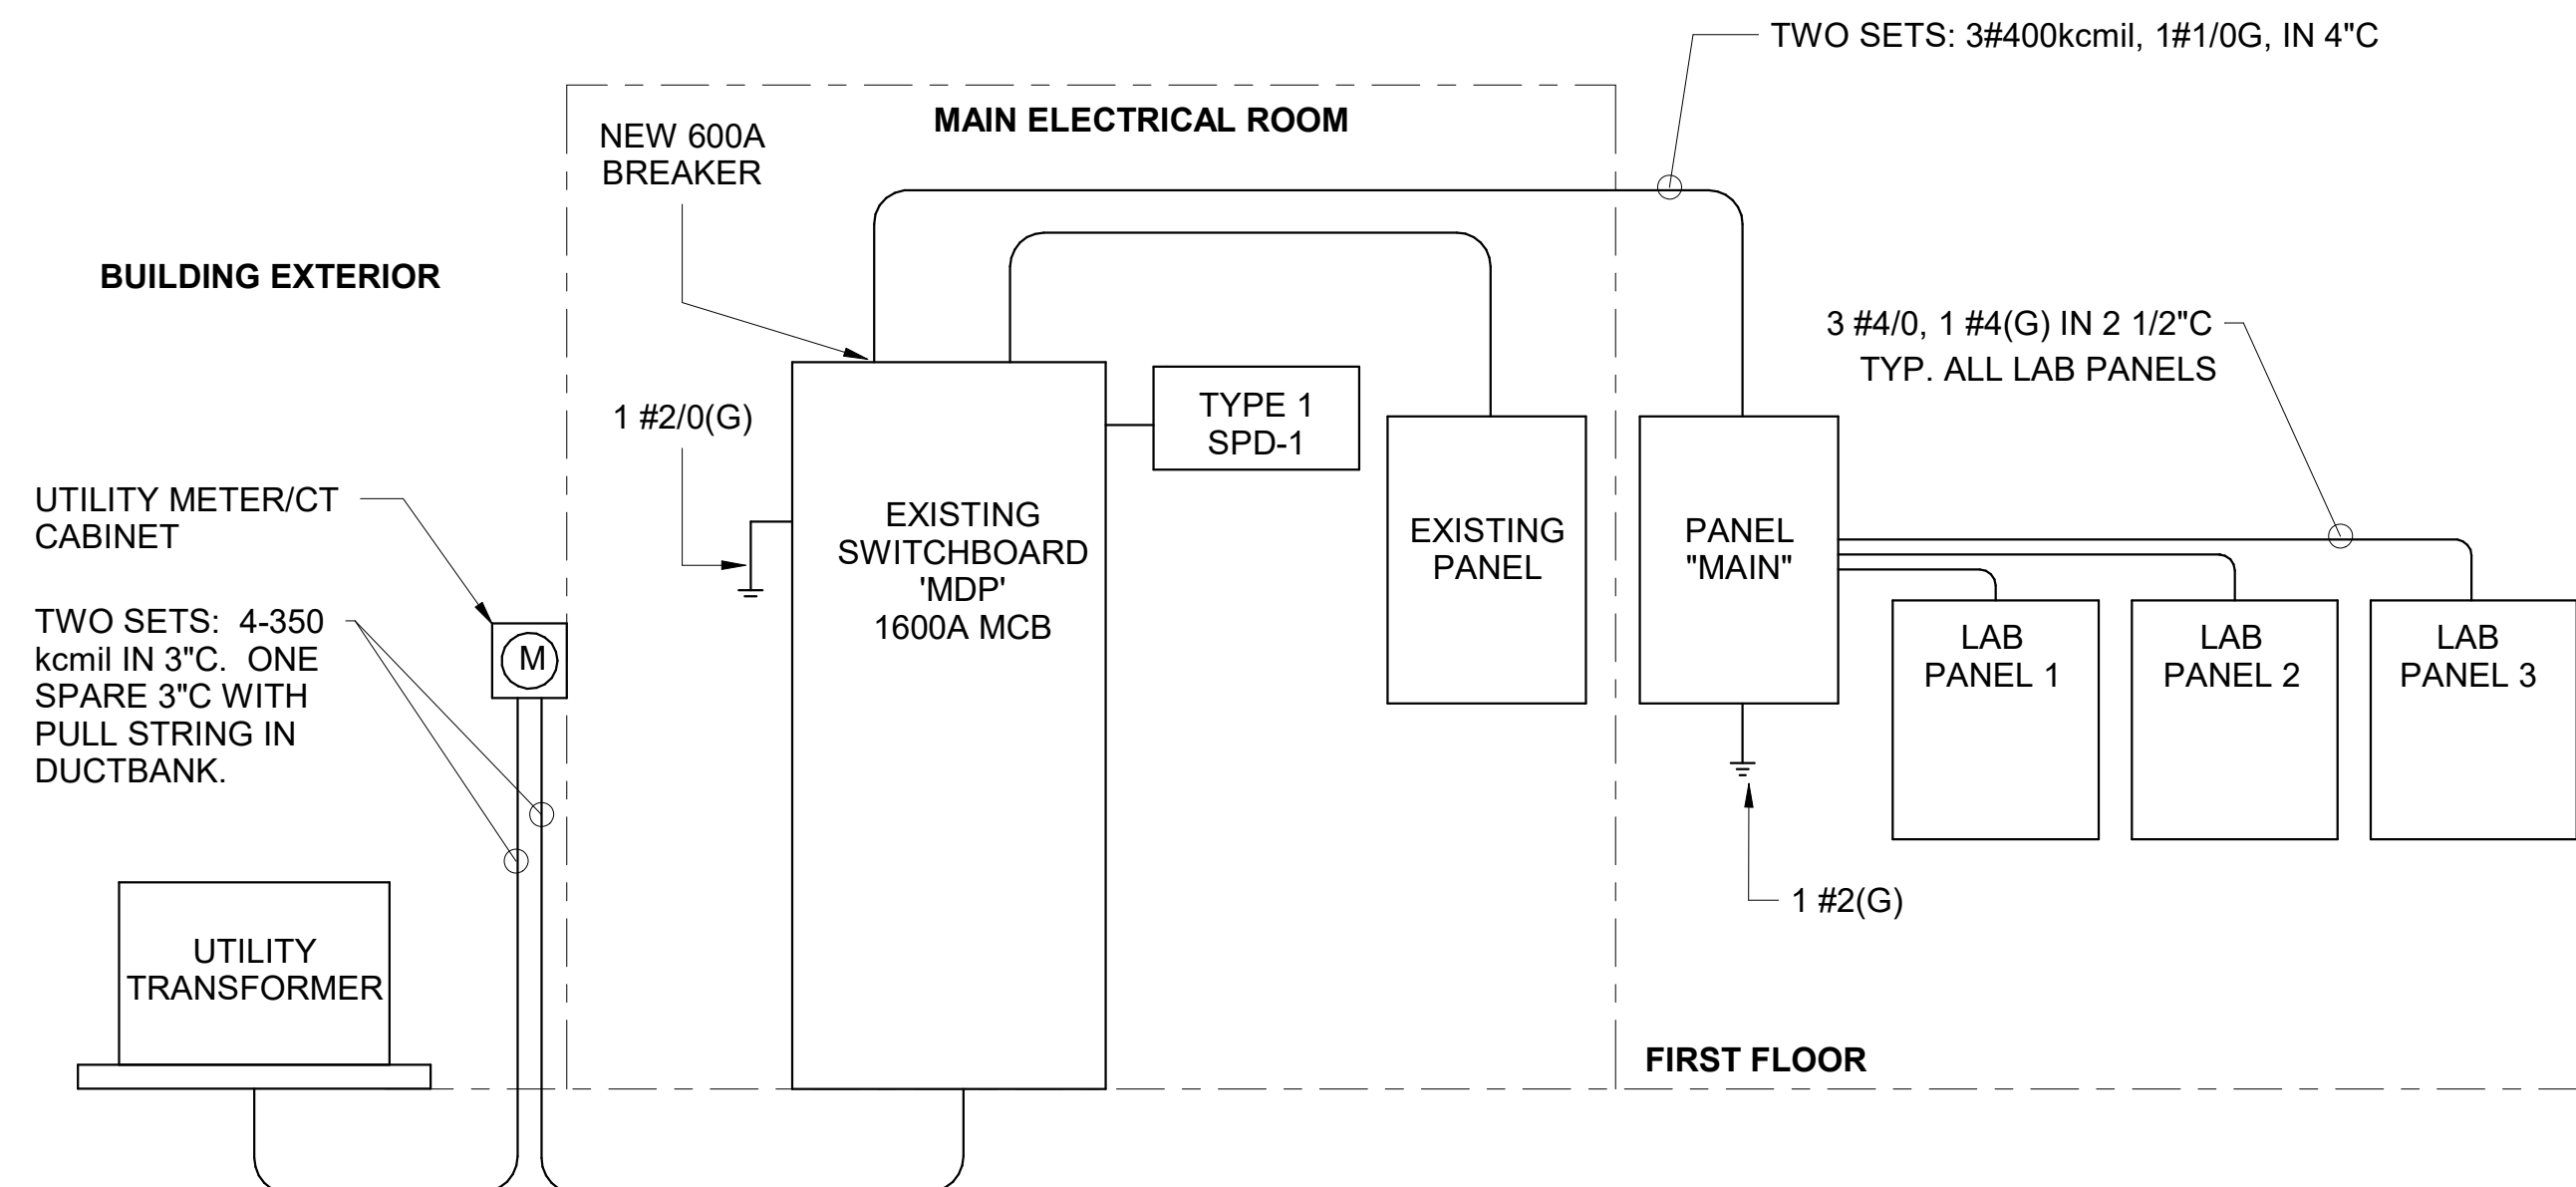 TWO SETS: 3#400kcmil, 1#1/0G, IN 4"C
MAIN ELECTRICAL ROOM
NEW 600A
BREAKER
BUILDING EXTERIOR
3 #4/0, 1 #4(G) IN 2 1/2"C
TYP. ALL LAB PANELS
1 #2/0(G)
TYPE 1
SPD-1
UTILITY METER/CT
CABINET
EXISTING
SWITCHBOARD
'MDP'
1600A MCB
EXISTING
PANEL
PANEL
"MAIN"
TWO SETS:  4-350
kcmil IN 3"C.  ONE
SPARE 3"C WITH
PULL STRING IN
DUCTBANK.
M
LAB
PANEL 1
LAB
PANEL 2
LAB
PANEL 3
1 #2(G)
UTILITY
TRANSFORMER
FIRST FLOOR